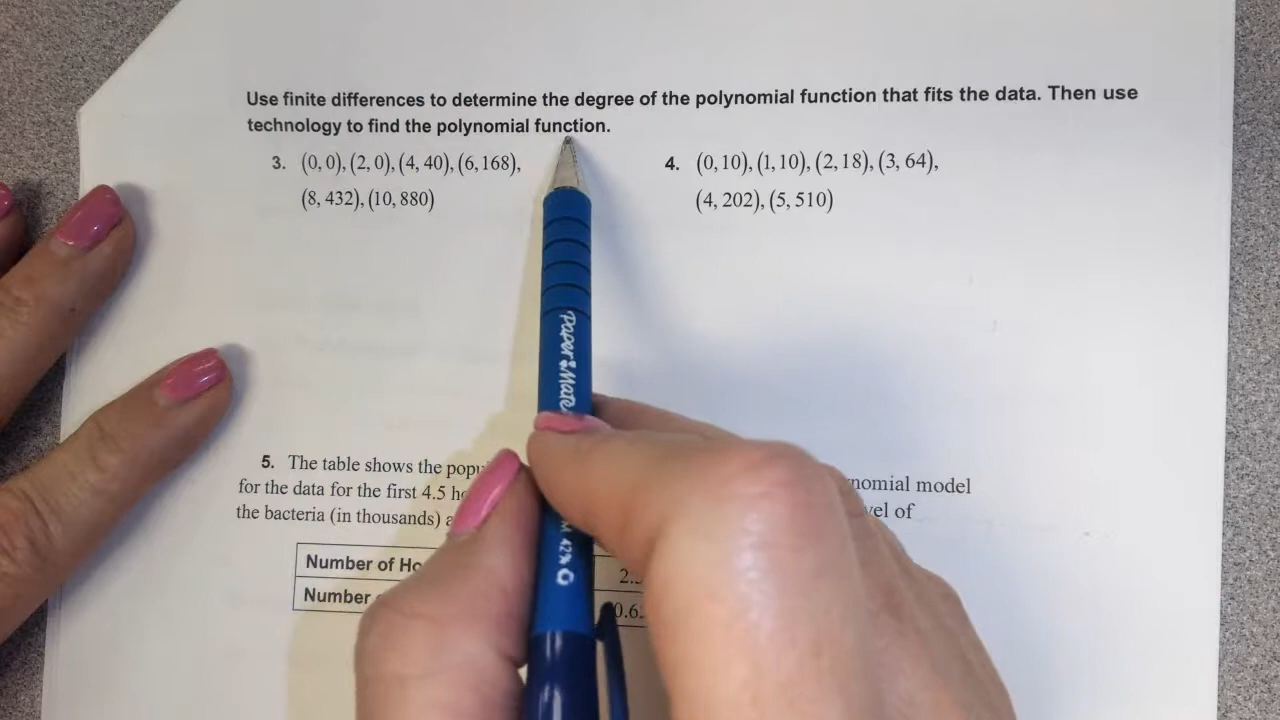 Use finite differences to determine the degree of the polynomial function that fits the data. Then use
technology to find the polynomial function.
3. (0, 0), (2, 0), (4, 40), (6, 168),
(8, 432), (10, 880)
4. (0, 10), (1, 10), (2, 18), (3, 64),
(4, 202), (5, 510)
5. The table shows the
for the data for the first 4.5
the bacteria (in thousands)
model
of
Number of
Number
Paper Mate